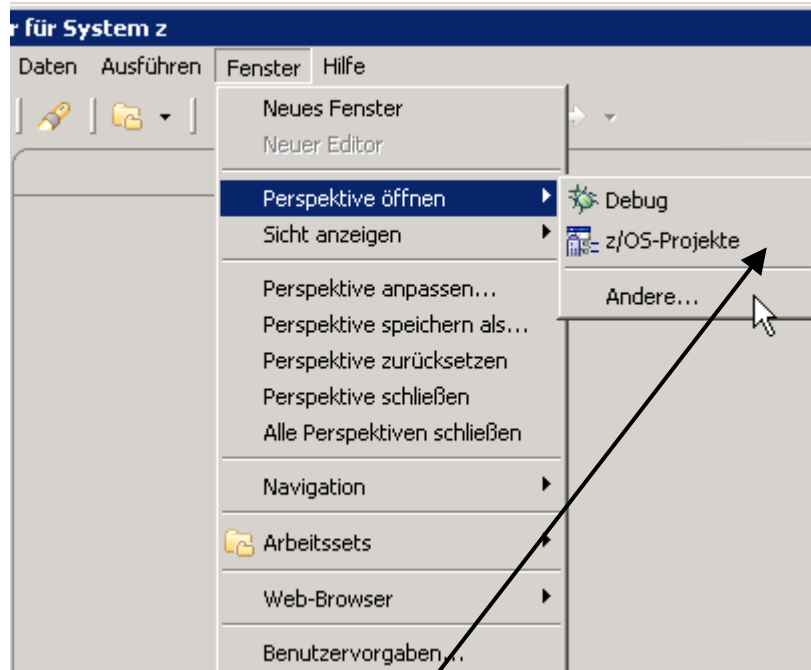 r für System z
Daten Ausführen Fenster Hilfe
Neues Fenster
Neuer Editor
Perspektive öffnen
Sicht anzeigen
Perspektive anpassen...
Perspektive speichern als...
Perspektive zurücksetzen
Perspektive schließen
Alle Perspektiven schließen
Navigation
Arbeitssets
Web-Browser
Benutzervorgaben...
Debug
z/OS-Projekte
Andere...